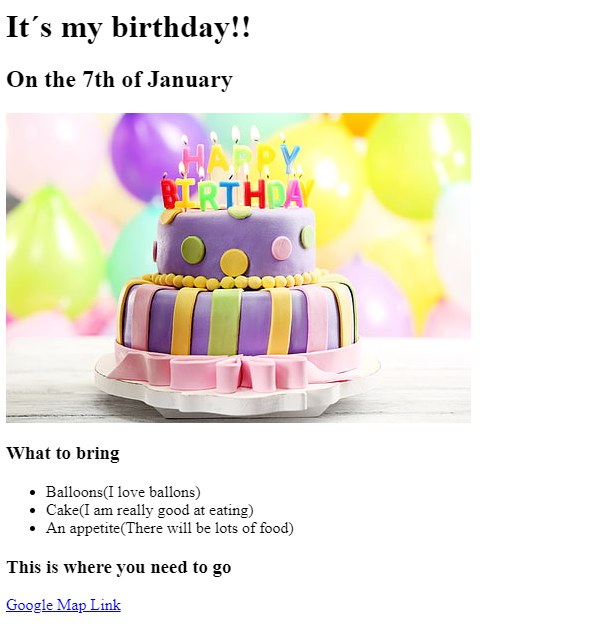 It´s my birthday!!
On the 7th of January
HAPPY
BIRTHDAY
What to bring
Balloons(I love ballons)
Cake(I am really good at eating)
An appetite(There will be lots of food)
This is where you need to go
Google Map Link